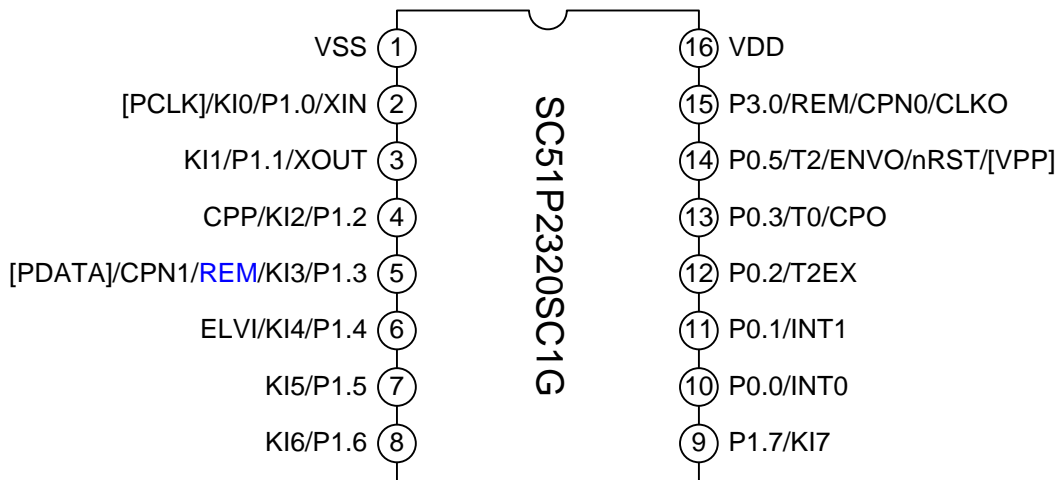 VSS 1 16 VDD
[PCLK]/KI0/P1.0/XIN 2 15 P3.0/REM/CPN0/CLKO
KI1/P1.1/XOUT 3 14 P0.5/T2/ENVO/nRST/[VPP]
CPP/KI2/P1.2 4 13 P0.3/T0/CPO
[PDATA]/CPN1/REM/KI3/P1.3 5 12 P0.2/T2EX
ELVI/KI4/P1.4 6 11 P0.1/INT1
KI5/P1.5 7 10 P0.0/INT0
KI6/P1.6 8 9 P1.7/KI7
SC51P2320SC1G